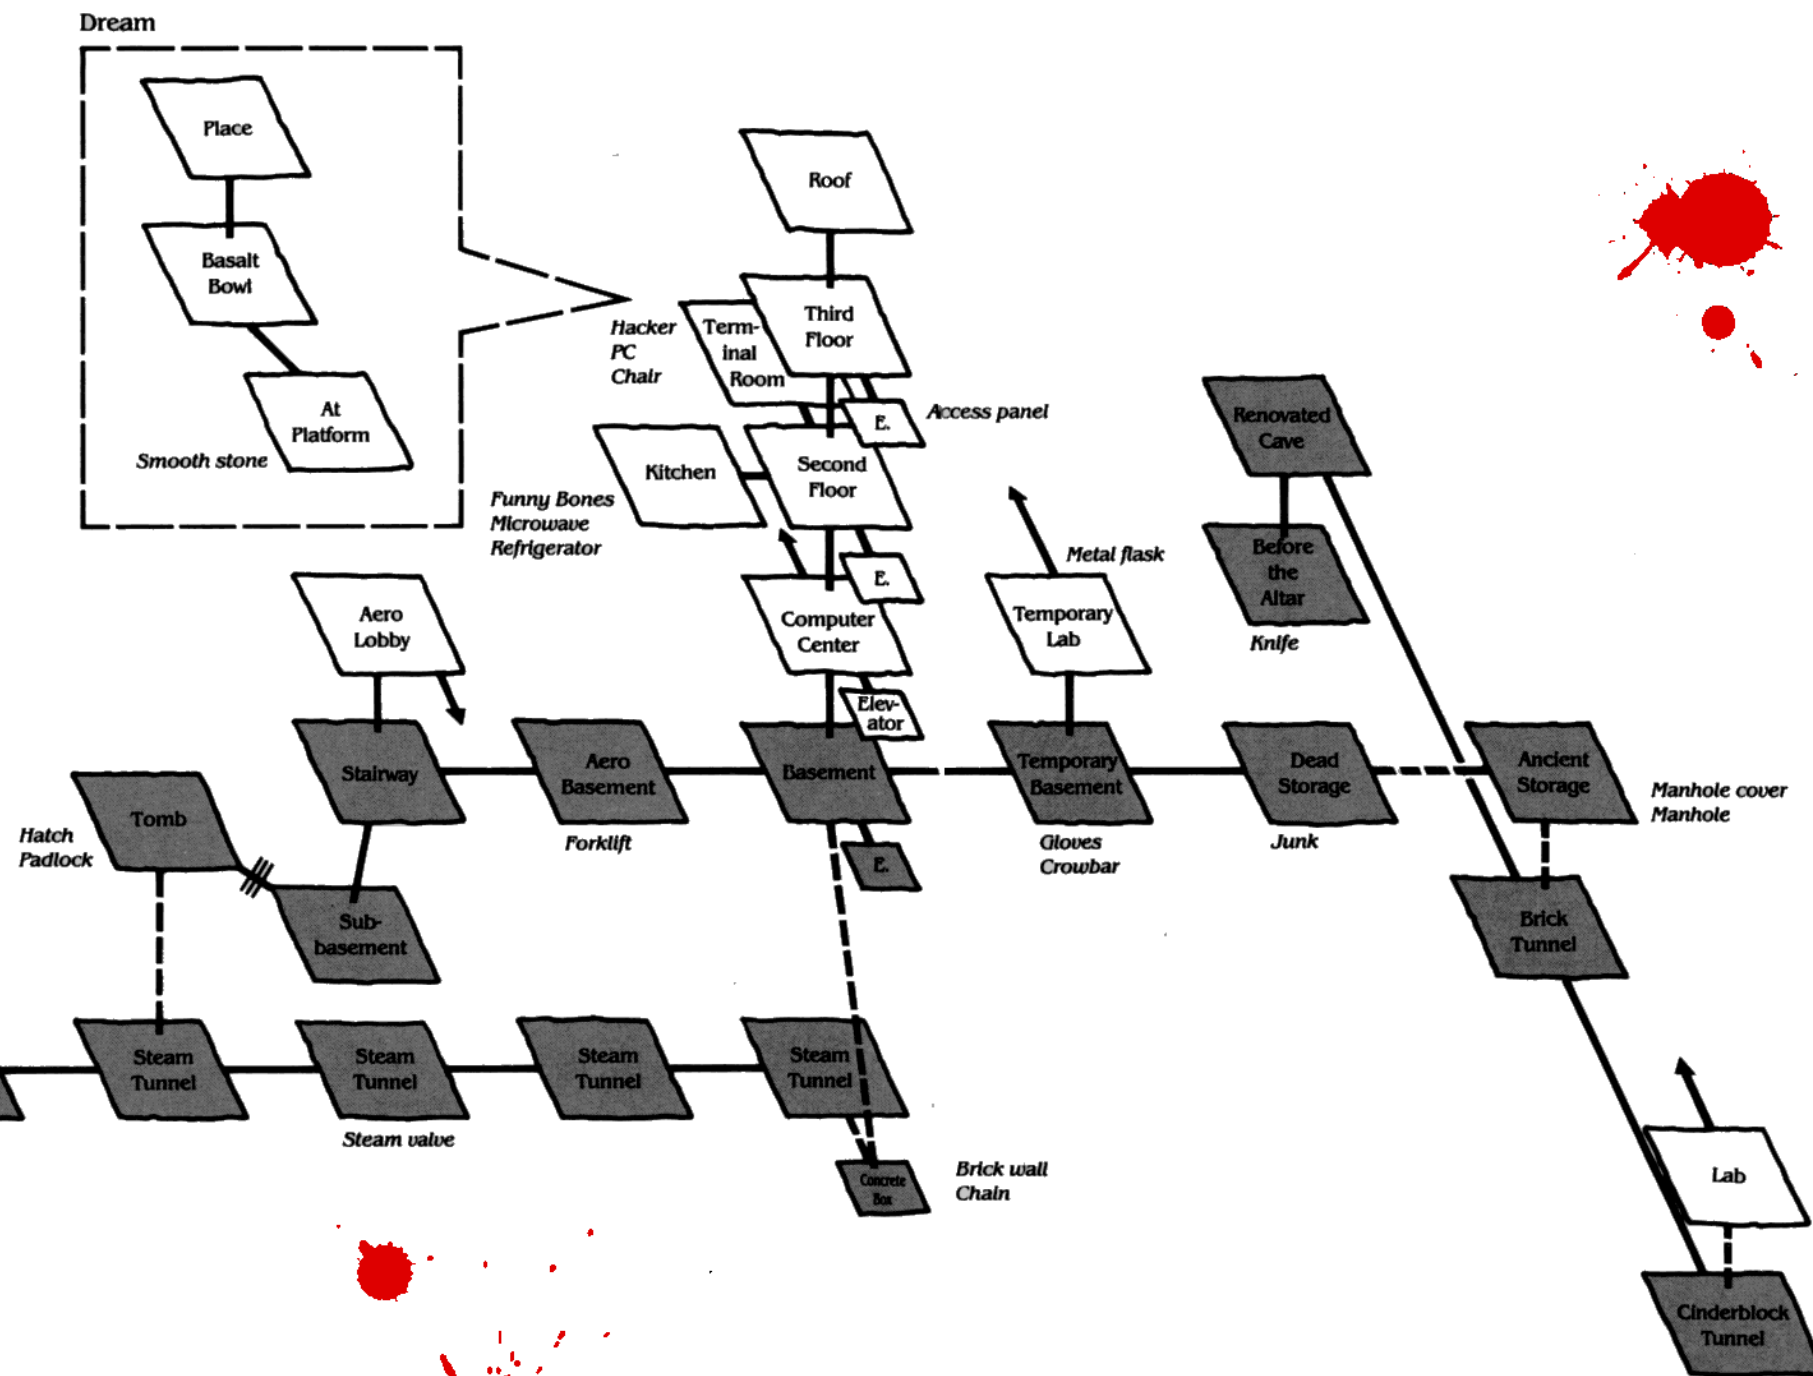 Dream
Place
Basalt
Bowl
At
Platform
Smooth stone
Roof
Third
Floor
Hacker
PC
Chair
Term-
inal
Room
E.
Access panel
Kitchen
Second
Floor
Funny Bones
Microwave
Refrigerator
E.
Metal flask
Renovated
Cave
Before
the
Altar
Knife
Aero
Lobby
Computer
Center
Temporary
Lab
Elev-
ator
Stairway
Aero
Basement
Forklift
Basement
Temporary
Basement
Gloves
Crowbar
Dead
Storage
Junk
Ancient
Storage
Manhole cover
Manhole
Tomb
Hatch
Padlock
E.
Sub-
basement
Brick
Tunnel
Steam
Tunnel
Steam
Tunnel
Steam valve
Steam
Tunnel
Steam
Tunnel
Concrete
Box
Brick wall
Chain
Lab
Cinderblock
Tunnel